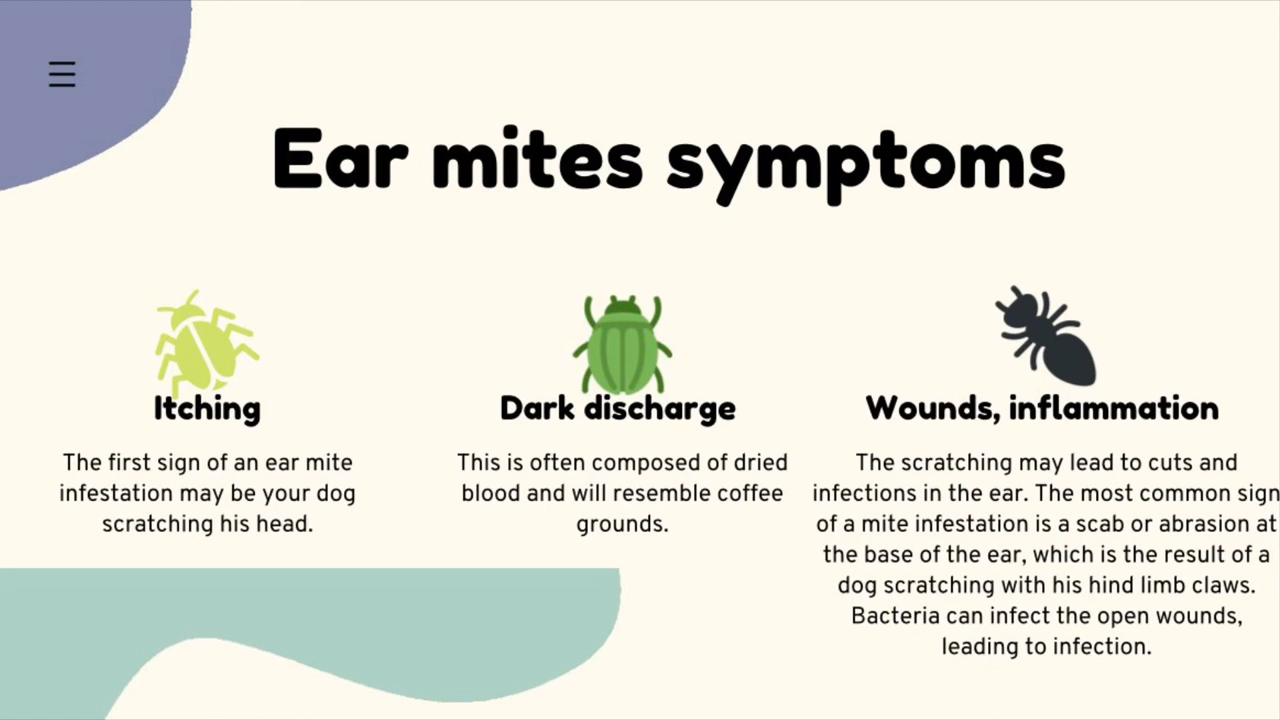 Ear mites symptoms
Itching
The first sign of an ear mite
infestation may be your dog
scratching his head.
Dark discharge
This is often composed of dried
blood and will resemble coffee
grounds.
Wounds, inflammation
The scratching may lead to cuts and
infections in the ear. The most common sign
of a mite infestation is a scab or abrasion at
the base of the ear, which is the result of a
dog scratching with his hind limb claws.
Bacteria can infect the open wounds,
leading to infection.